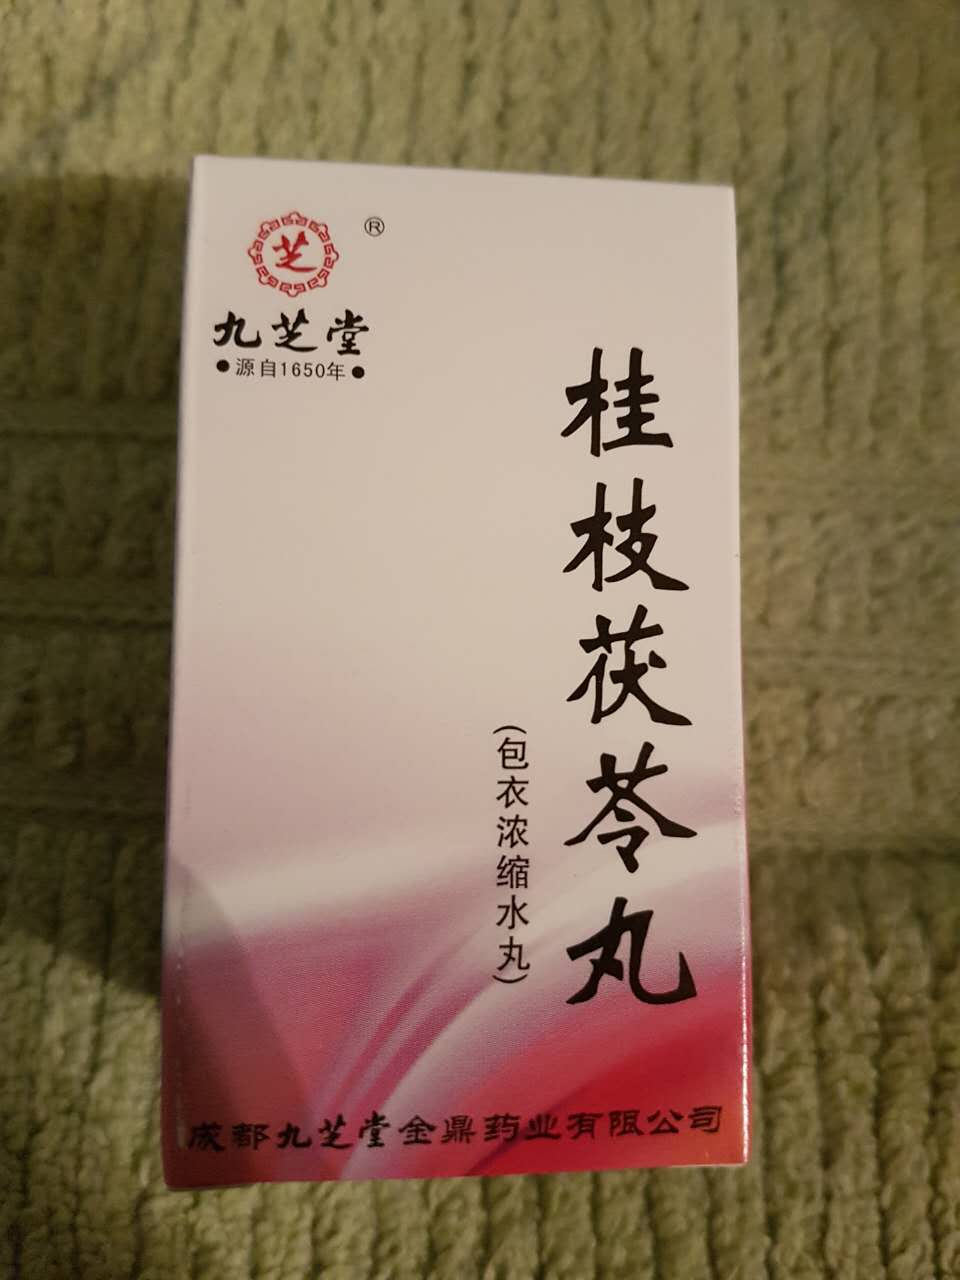 芝
®
九芝堂
●源自1650年●
桂枝茯苓丸
(包衣浓缩水丸)
成都九芝堂金鼎药业有限公司